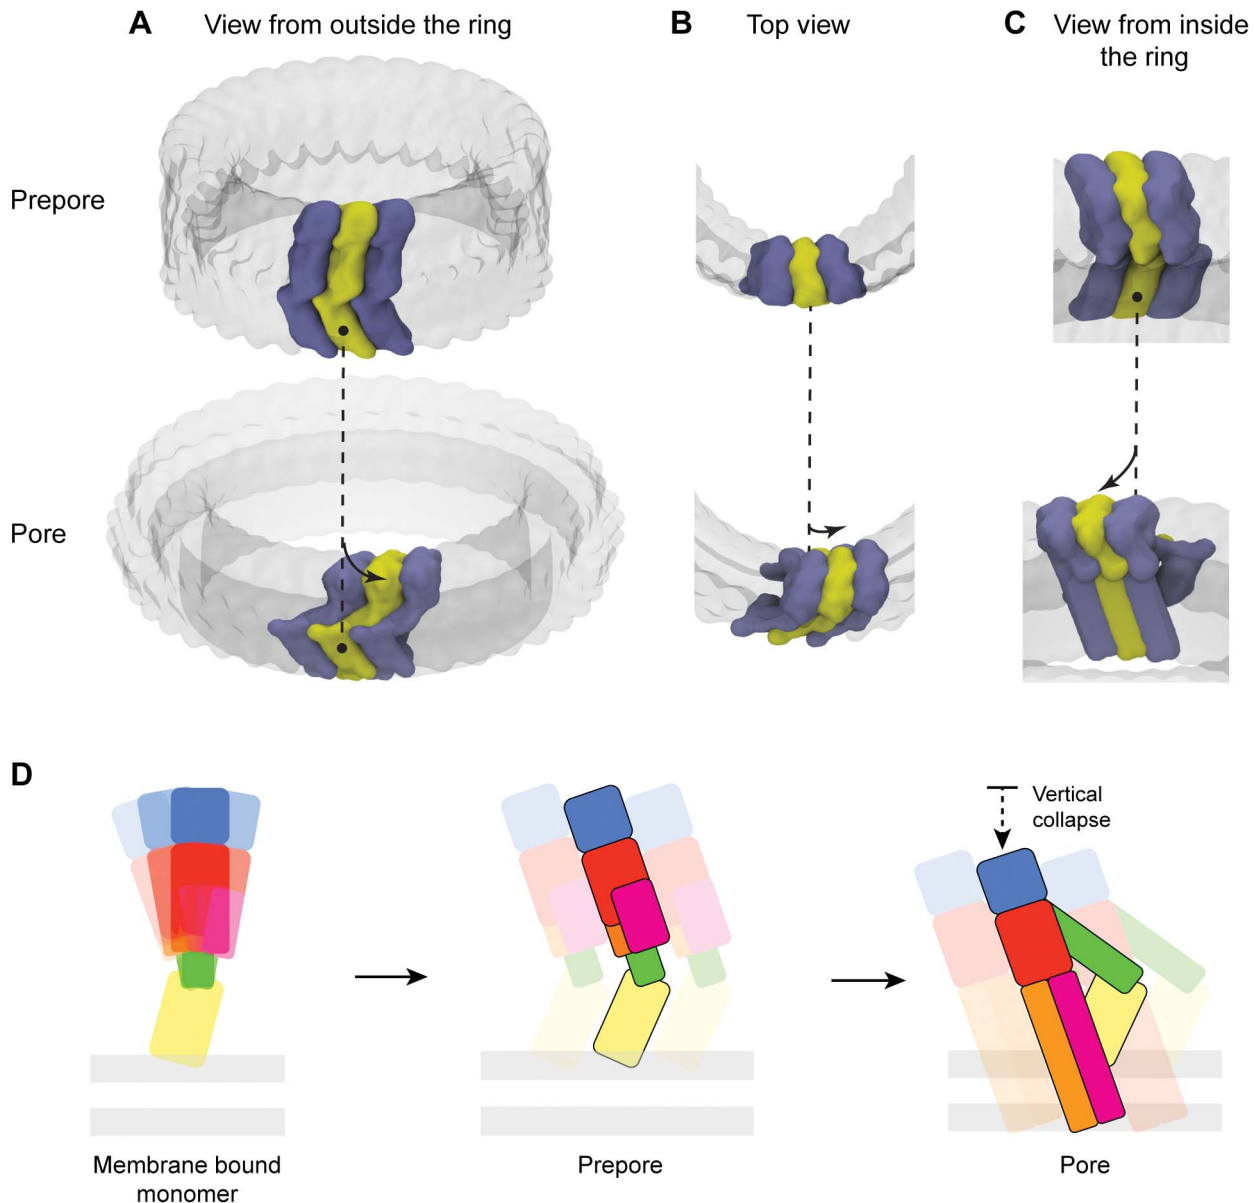 A
View from outside the ring
B
Top view
C
View from inside
the ring
Prepore
Pore
D
Vertical
collapse
Membrane bound
monomer
Prepore
Pore